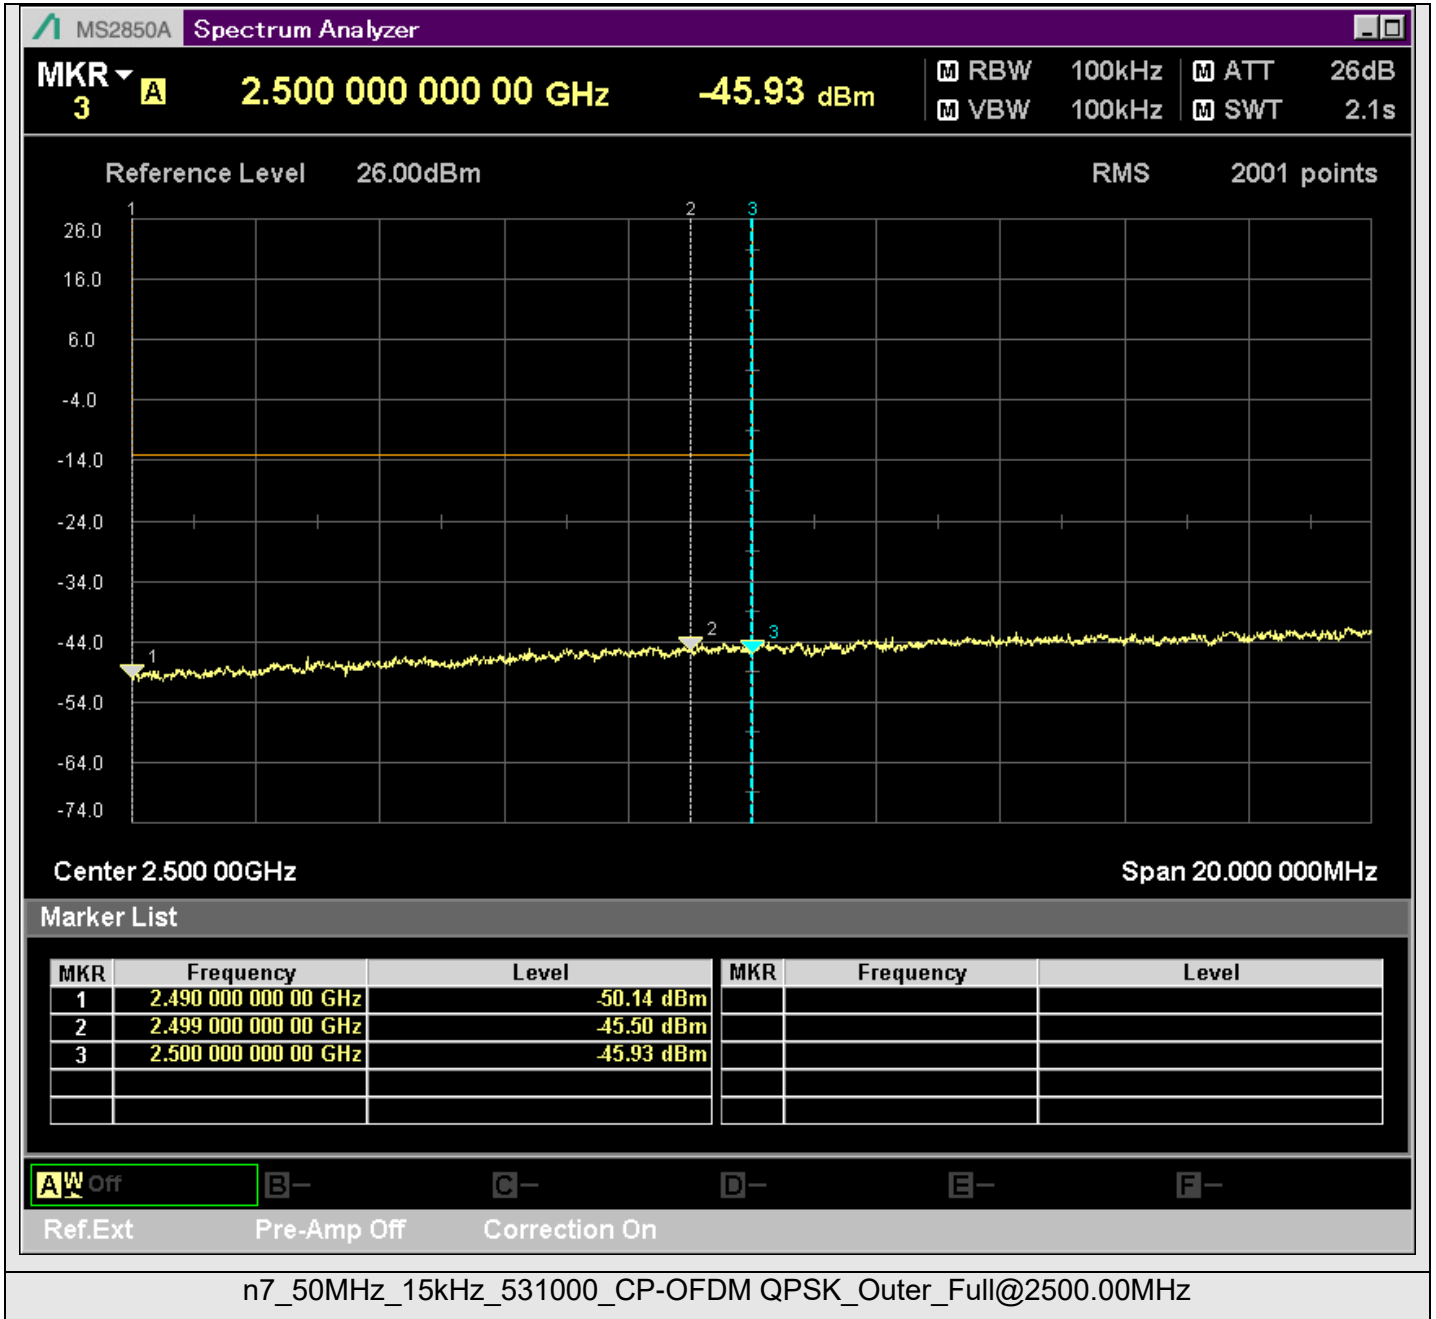 MS2850A Spectrum Analyzer
MKR 3 A 2.500 000 000 00 GHz -45.93 dBm
M RBW 100kHz M ATT 26dB
M VBW 100kHz M SWT 2.1s
Reference Level 26.00dBm RMS 2001 points
1 2 3
26.0
16.0
6.0
-4.0
-14.0
-24.0
-34.0
-44.0
-54.0
-64.0
-74.0
1 2 3
Center 2.500 00GHz Span 20.000 000MHz
Marker List
MKR Frequency Level MKR Frequency Level
1 2.490 000 000 00 GHz -50.14 dBm
2 2.499 000 000 00 GHz -45.50 dBm
3 2.500 000 000 00 GHz -45.93 dBm
A W Off B – C – D – E – F –
Ref.Ext Pre-Amp Off Correction On
n7_50MHz_15kHz_531000_CP-OFDM QPSK_Outer_Full@2500.00MHz